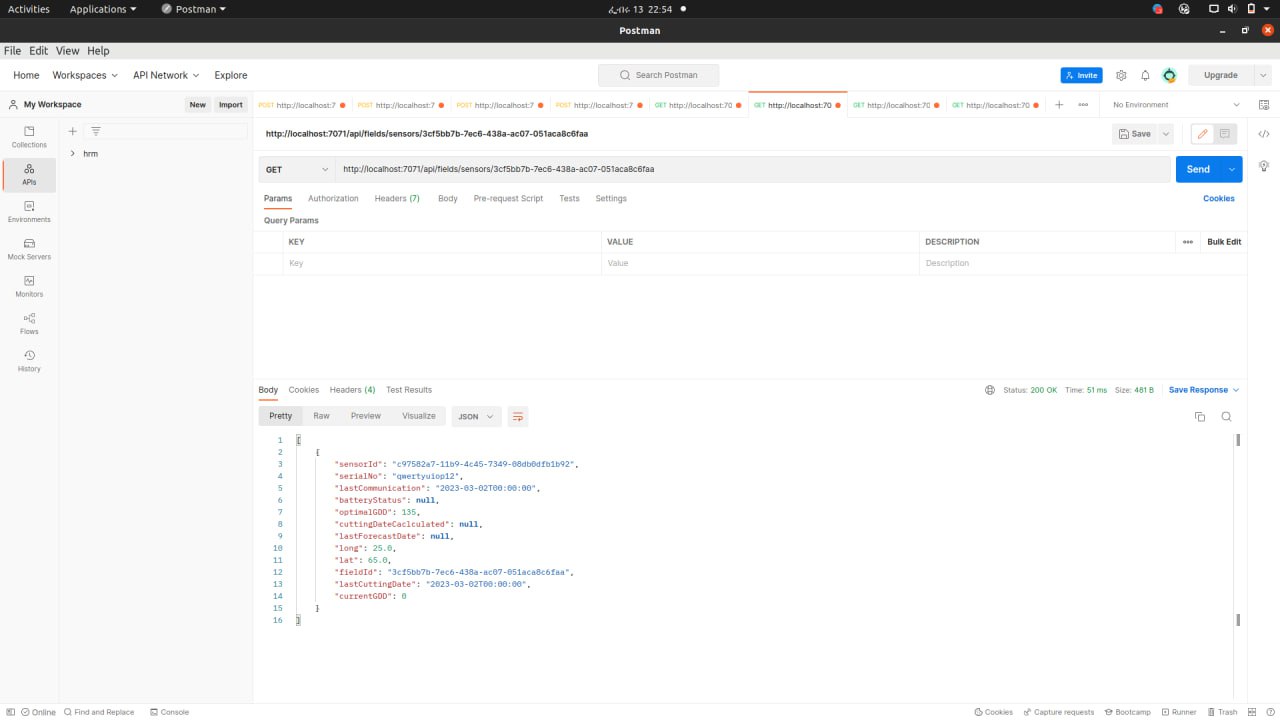 Activities Applications Postman 13 22:54
Postman
File Edit View Help
Home Workspaces API Network Explore Search Postman Invite Upgrade
My Workspace New Import POST http://localhost:7 POST http://localhost:7 POST http://localhost:7 POST http://localhost:7 GET http://localhost:70 GET http://localhost:70 GET http://localhost:70 GET http://localhost:70 No Environment
Collections
APIs
Environments
Mock Servers
Monitors
Flows
History
hrm
http://localhost:7071/api/fields/sensors/3cf5bb7b-7ec6-438a-ac07-051aca8c6faa Save
GET http://localhost:7071/api/fields/sensors/3cf5bb7b-7ec6-438a-ac07-051aca8c6faa Send
Params Authorization Headers (7) Body Pre-request Script Tests Settings Cookies
Query Params
KEY VALUE DESCRIPTION Bulk Edit
Key Value Description
Body Cookies Headers (4) Test Results Status: 200 OK Time: 51 ms Size: 481 B Save Response
Pretty Raw Preview Visualize JSON
1 [
2 {
3 "sensorId": "c97582a7-11b9-4c45-7349-08db0dfb1b92",
4 "serialNo": "qwertyuiop12",
5 "lastCommunication": "2023-03-02T00:00:00",
6 "batteryStatus": null,
7 "optimalGDD": 135,
8 "cuttingDateCaclculated": null,
9 "lastForecastDate": null,
10 "long": 25.0,
11 "lat": 65.0,
12 "fieldId": "3cf5bb7b-7ec6-438a-ac07-051aca8c6faa",
13 "lastCuttingDate": "2023-03-02T00:00:00",
14 "currentGDD": 0
15 }
16 ]
Online Find and Replace Console Cookies Capture requests Bootcamp Runner Trash